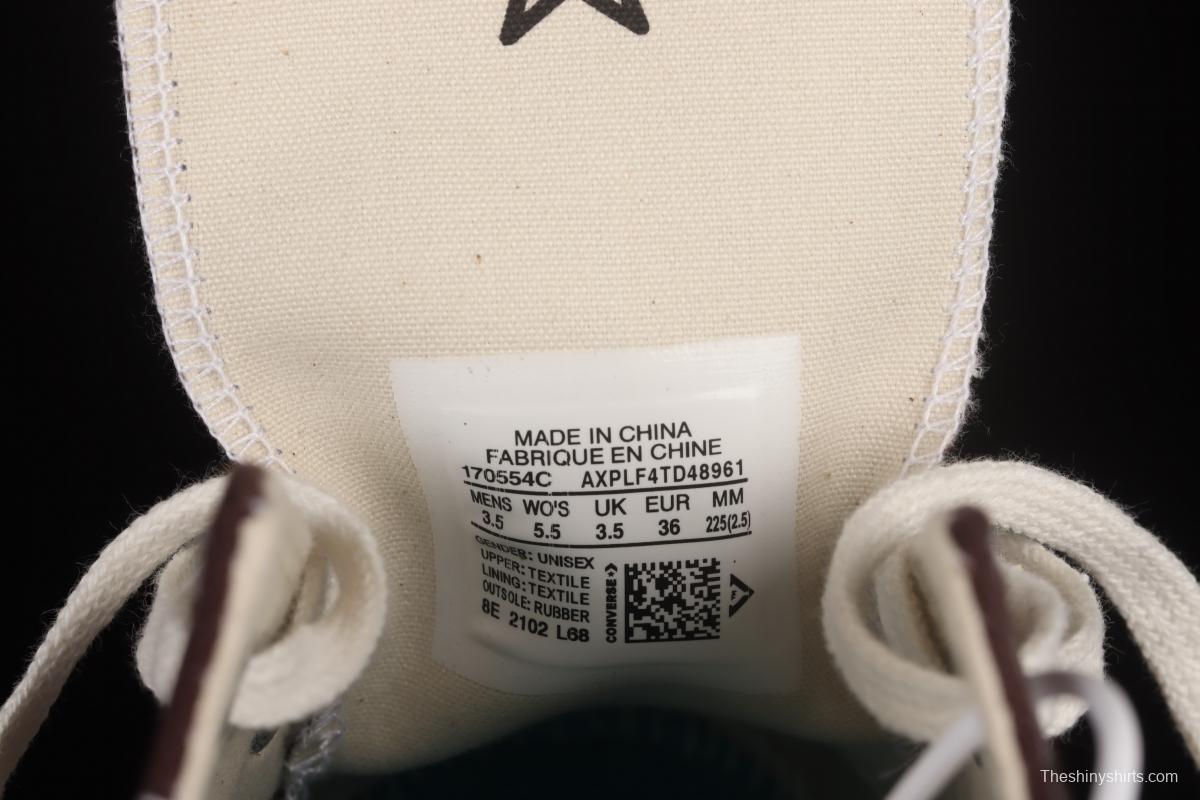 MADE IN CHINA
FABRIQUE EN CHINE
170554C AXPLF4TD48961
MENS WO'S UK EUR MM
3.5 5.5 3.5 36 225(2.5)
GENDER: UNISEX
UPPER: TEXTILE
LINING: TEXTILE
OUTSOLE: RUBBER
8E 2102 L68
CONVERSE
Theshinyshirts.com